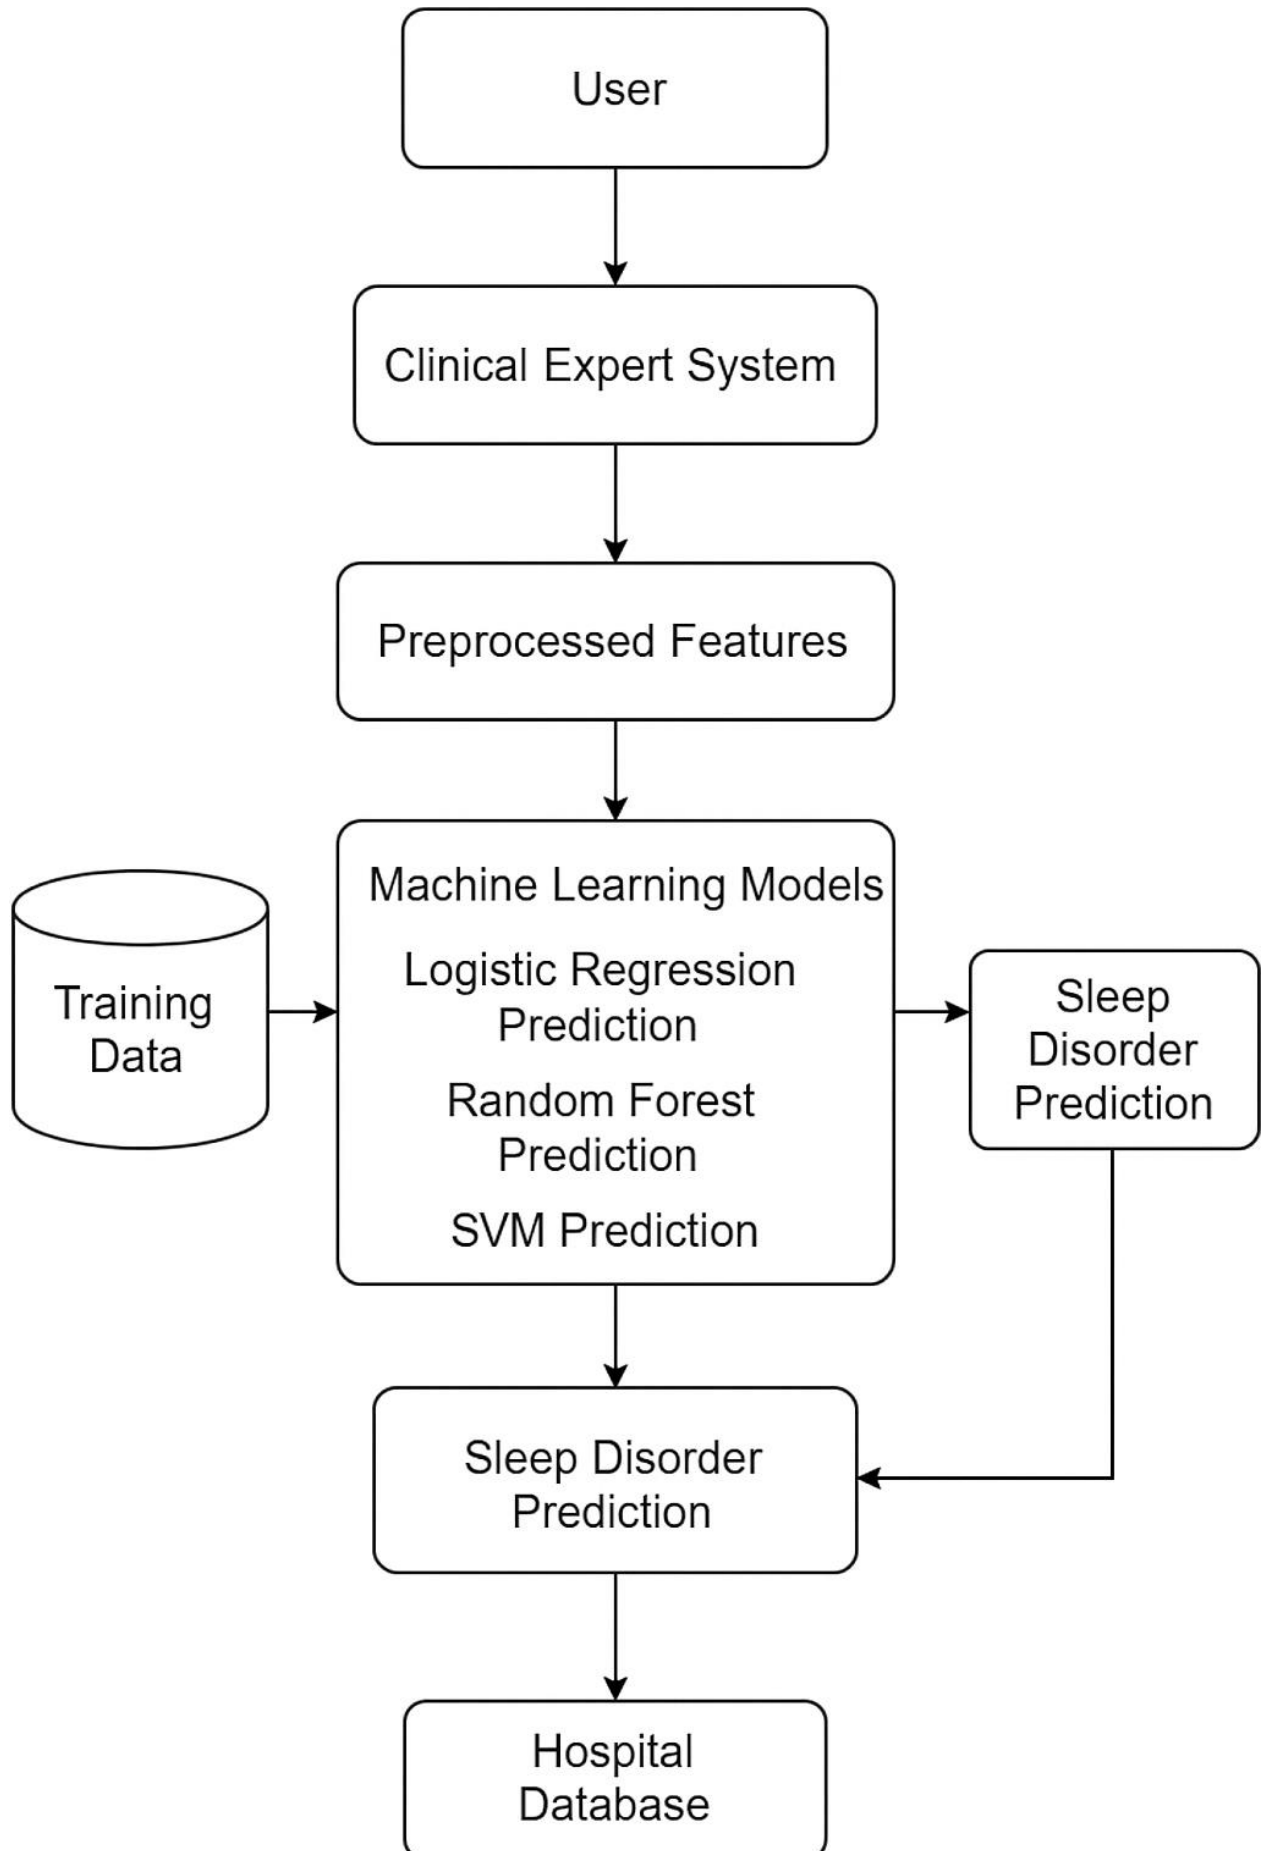 User
Clinical Expert System
Preprocessed Features
Machine Learning Models
Logistic Regression
Prediction
Random Forest
Prediction
SVM Prediction
Training
Data
Sleep
Disorder
Prediction
Sleep Disorder
Prediction
Hospital
Database